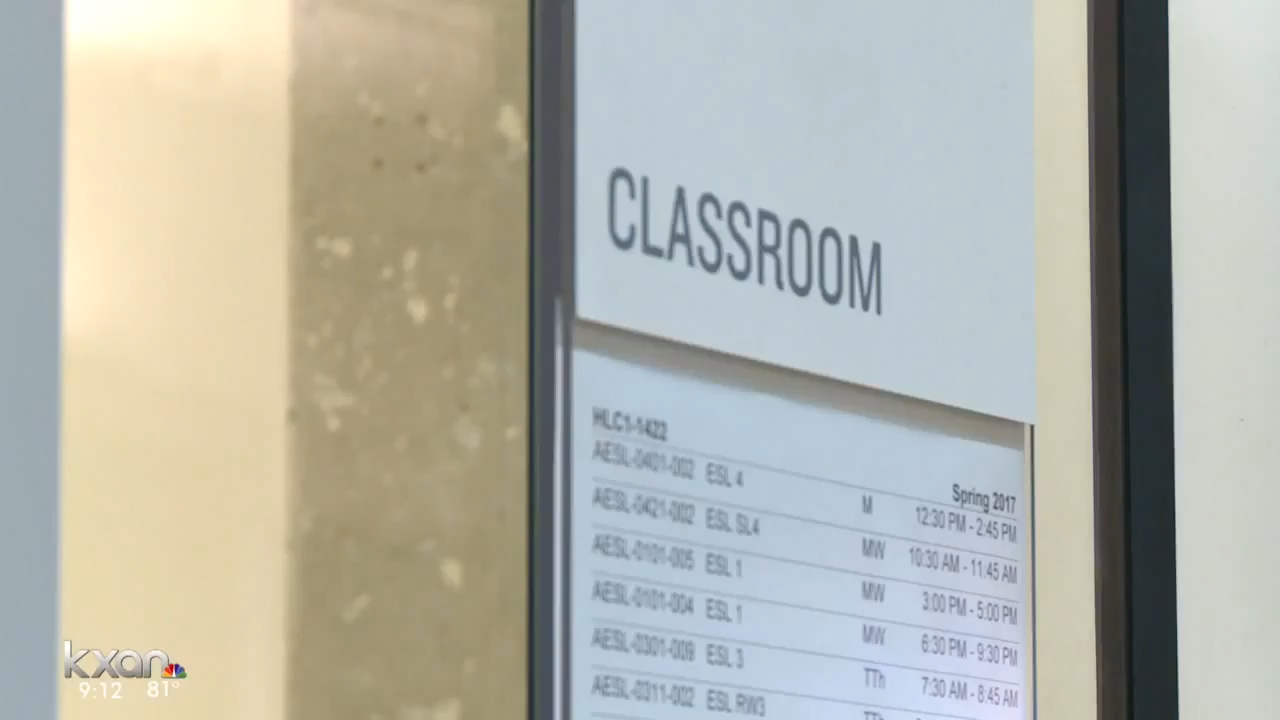 CLASSROOM
HLC1-1422
Spring 2017
AESL-0401-002 ESL 4 M 12:30 PM - 2:45 PM
AESL-0421-002 ESL SL4 MW 10:30 AM - 11:45 AM
AESL-0101-005 ESL 1 MW 3:00 PM - 5:00 PM
AESL-0101-004 ESL 1 MW 6:30 PM - 9:30 PM
AESL-0301-009 ESL 3 TTh 7:30 AM - 8:45 AM
AESL-0311-002 ESL RW3 TTh
kxan
9:12 81°